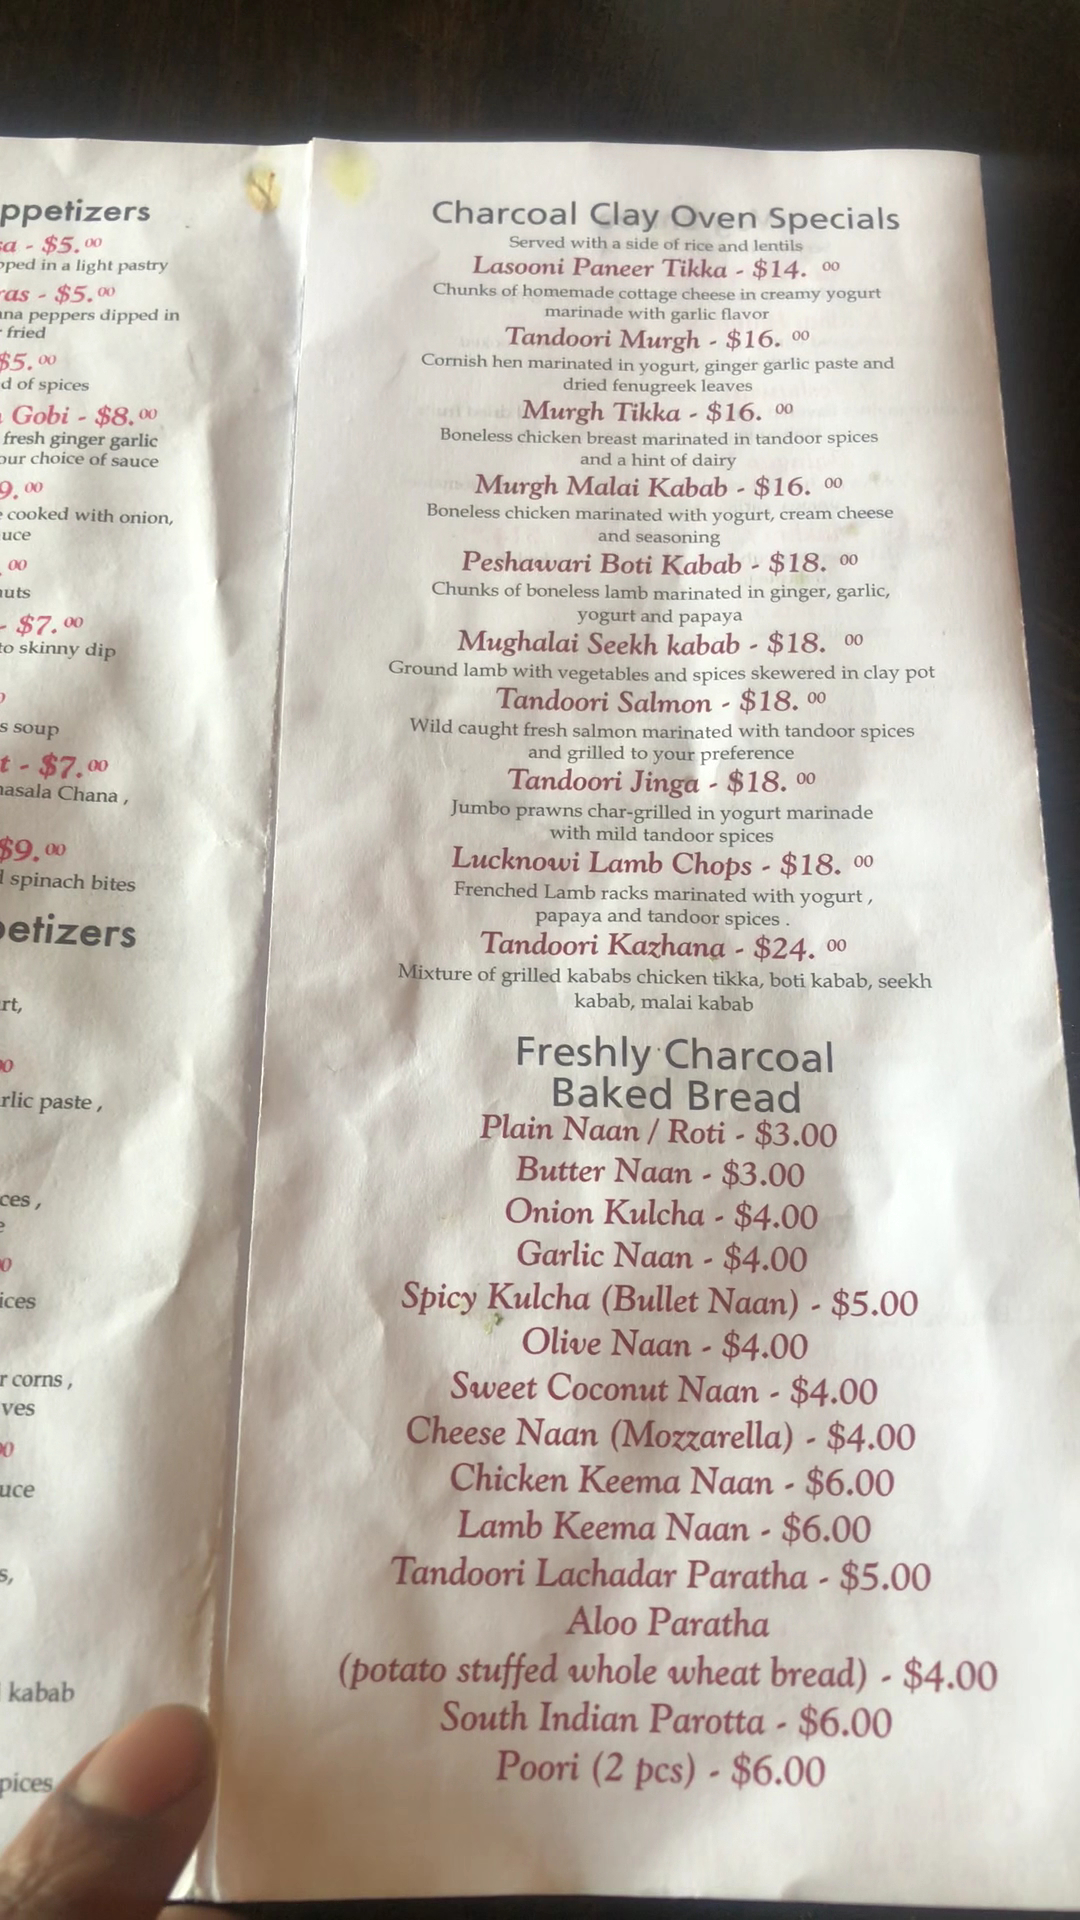 ppetizers
a - $5.00
pped in a light pastry
ras - $5.00
na peppers dipped in
fried
$5.00
d of spices
Gobi - $8.00
fresh ginger garlic
our choice of sauce
9.00
cooked with onion,
uce
.00
uts
- $7.00
to skinny dip
s soup
t - $7.00
asala Chana ,
$9.00
spinach bites
petizers
rt,
rlic paste ,
ces ,
ices
r corns ,
ves
uce
s,
kabab
pices
Charcoal Clay Oven Specials
Served with a side of rice and lentils
Lasooni Paneer Tikka - $14. 00
Chunks of homemade cottage cheese in creamy yogurt
marinade with garlic flavor
Tandoori Murgh - $16. 00
Cornish hen marinated in yogurt, ginger garlic paste and
dried fenugreek leaves
Murgh Tikka - $16. 00
Boneless chicken breast marinated in tandoor spices
and a hint of dairy
Murgh Malai Kabab - $16. 00
Boneless chicken marinated with yogurt, cream cheese
and seasoning
Peshawari Boti Kabab - $18. 00
Chunks of boneless lamb marinated in ginger, garlic,
yogurt and papaya
Mughalai Seekh kabab - $18. 00
Ground lamb with vegetables and spices skewered in clay pot
Tandoori Salmon - $18. 00
Wild caught fresh salmon marinated with tandoor spices
and grilled to your preference
Tandoori Jinga - $18. 00
Jumbo prawns char-grilled in yogurt marinade
with mild tandoor spices
Lucknowi Lamb Chops - $18. 00
Frenched Lamb racks marinated with yogurt ,
papaya and tandoor spices .
Tandoori Kazhana - $24. 00
Mixture of grilled kababs chicken tikka, boti kabab, seekh
kabab, malai kabab
Freshly Charcoal
Baked Bread
Plain Naan / Roti - $3.00
Butter Naan - $3.00
Onion Kulcha - $4.00
Garlic Naan - $4.00
Spicy Kulcha (Bullet Naan) - $5.00
Olive Naan - $4.00
Sweet Coconut Naan - $4.00
Cheese Naan (Mozzarella) - $4.00
Chicken Keema Naan - $6.00
Lamb Keema Naan - $6.00
Tandoori Lachadar Paratha - $5.00
Aloo Paratha
(potato stuffed whole wheat bread) - $4.00
South Indian Parotta - $6.00
Poori (2 pcs) - $6.00